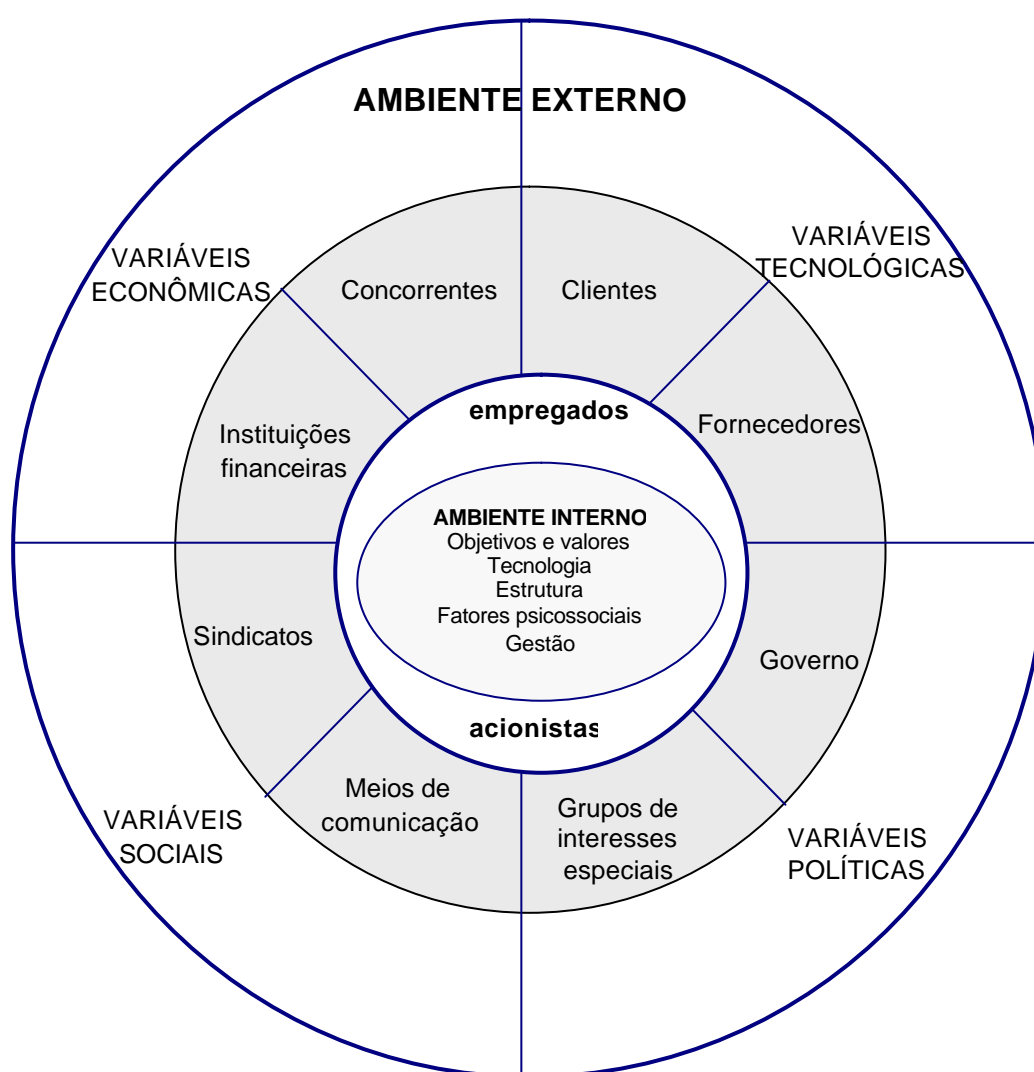 AMBIENTE EXTERNO
VARIÁVEIS
ECONÔMICAS
VARIÁVEIS
TECNOLÓGICAS
Concorrentes
Clientes
Instituições
financeiras
Fornecedores
empregados
AMBIENTE INTERNO
Objetivos e valores
Tecnologia
Estrutura
Fatores psicossociais
Gestão
acionistas
Sindicatos
Governo
Meios de
comunicação
Grupos de
interesses
especiais
VARIÁVEIS
SOCIAIS
VARIÁVEIS
POLÍTICAS